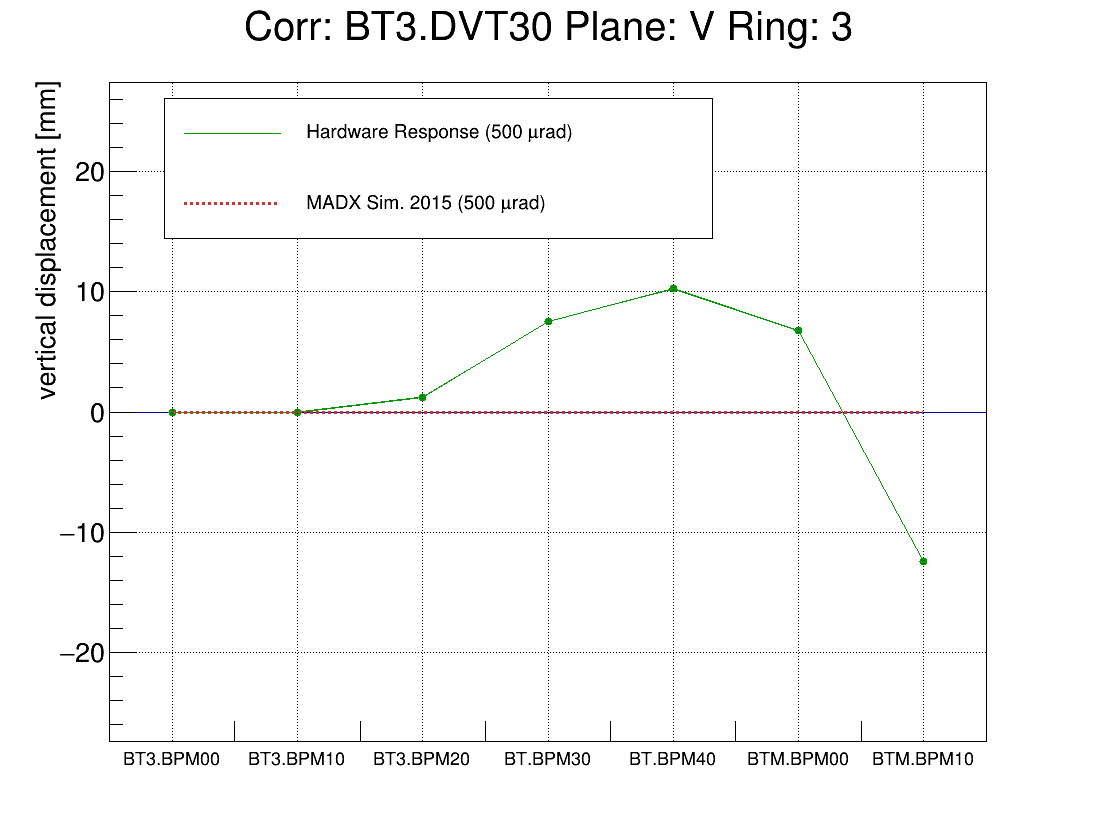 Corr: BT3.DVT30 Plane: V Ring: 3
vertical displacement [mm]
Hardware Response (500 μrad)
MADX Sim. 2015 (500 μrad)
20
10
0
−10
−20
BT3.BPM00 BT3.BPM10 BT3.BPM20 BT.BPM30 BT.BPM40 BTM.BPM00 BTM.BPM10